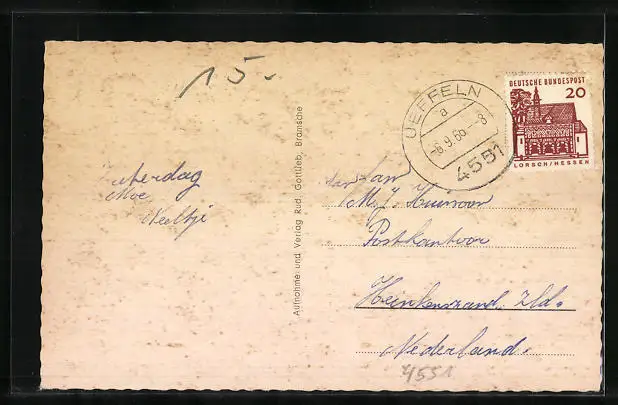 15.-
DEUTSCHE BUNDESPOST
20
LORSCH/HESSEN
UEFFELN
a
-8.9.66-8
4551
Aufnahme und Verlag Rud. Gottlieb, Bramsche
Zaterdag
Moe
Neeltje
Postkantoor
Heinkenszand, Zld.
Nederland.
4551